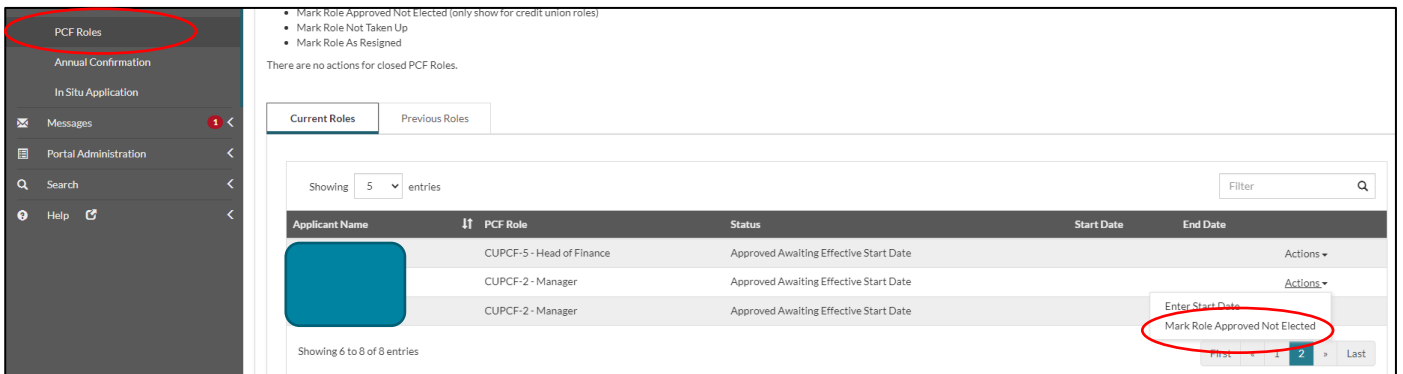 PCF Roles
Annual Confirmation
In Situ Application
Messages 1
Portal Administration
Search
Help
• Mark Role Approved Not Elected (only show for credit union roles)
• Mark Role Not Taken Up
• Mark Role As Resigned
There are no actions for closed PCF Roles.
Current Roles Previous Roles
Showing 5 entries Filter
Applicant Name PCF Role Status Start Date End Date
CUPCF-5 - Head of Finance Approved Awaiting Effective Start Date Actions
CUPCF-2 - Manager Approved Awaiting Effective Start Date Actions
CUPCF-2 - Manager Approved Awaiting Effective Start Date
Enter Start Date
Mark Role Approved Not Elected
Showing 6 to 8 of 8 entries First « 1 2 » Last